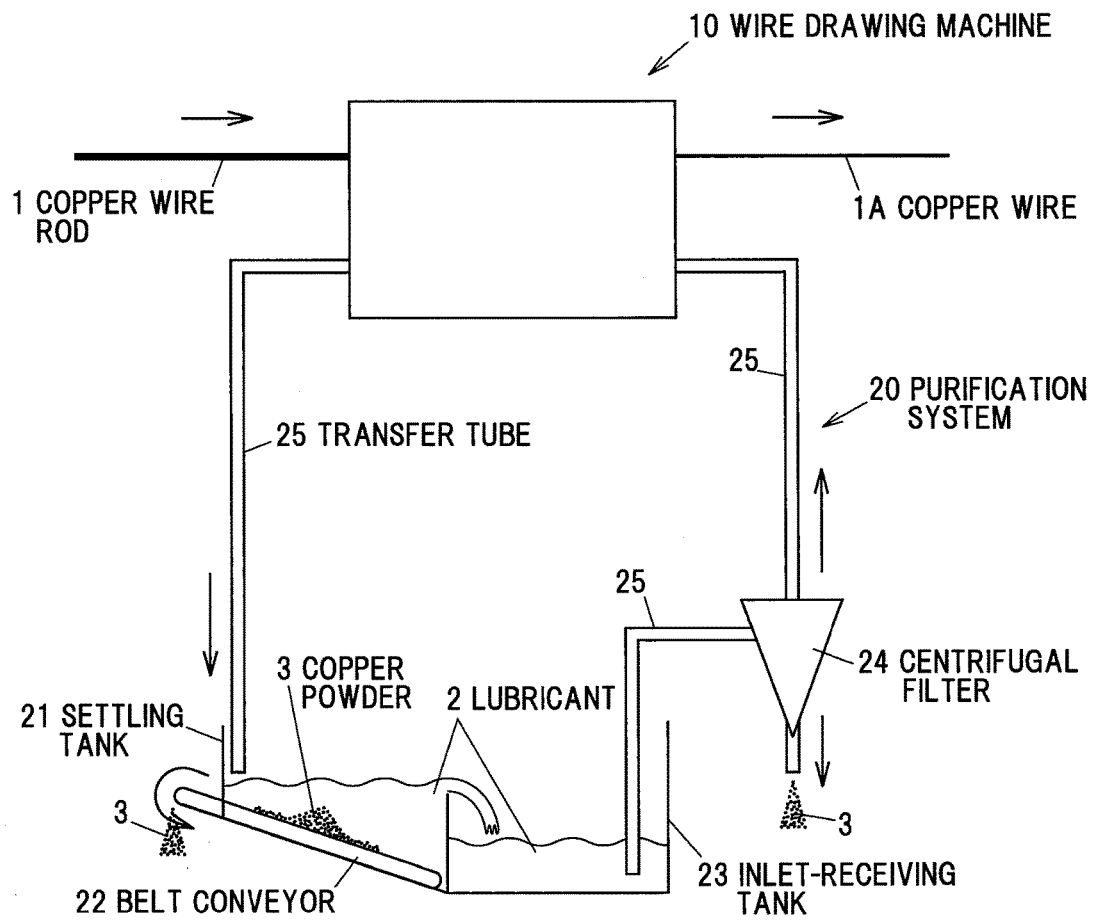 10 WIRE DRAWING MACHINE
1 COPPER WIRE
ROD
1A COPPER WIRE
25
20 PURIFICATION
SYSTEM
25 TRANSFER TUBE
25
3 COPPER
POWDER
2 LUBRICANT
24 CENTRIFUGAL
FILTER
21 SETTLING
TANK
3
3
22 BELT CONVEYOR
23 INLET-RECEIVING
TANK